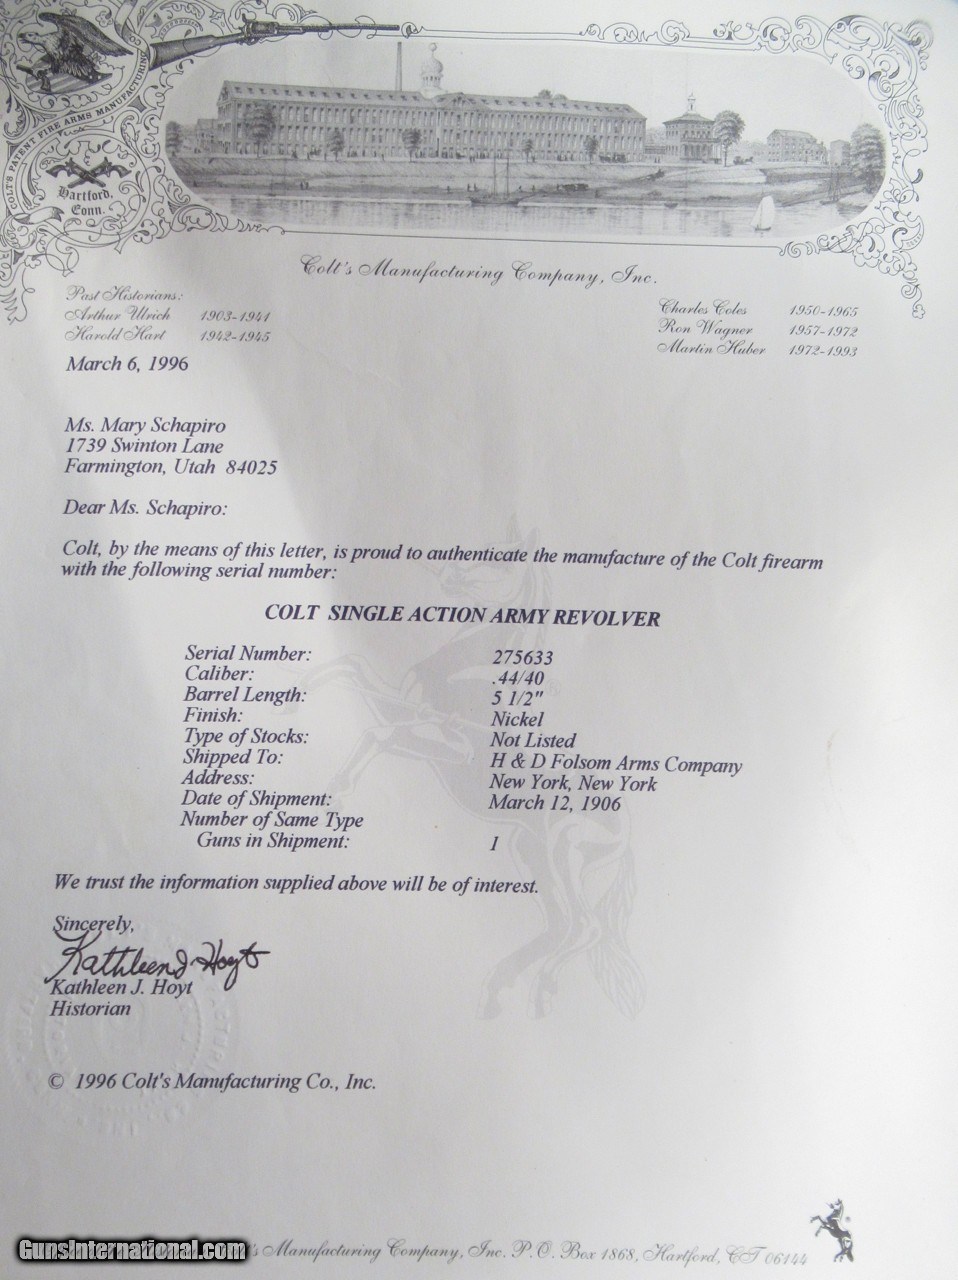 COLT'S PATENT FIRE ARMS MANUFACTURING
Hartford,
Conn.
Colt's Manufacturing Company, Inc.
Past Historians:
Arthur Ulrich 1903-1941
Harold Hart 1942-1945
Charles Coles 1950-1965
Ron Wagner 1957-1972
Martin Huber 1972-1993
March 6, 1996
Ms. Mary Schapiro
1739 Swinton Lane
Farmington, Utah 84025
Dear Ms. Schapiro:
Colt, by the means of this letter, is proud to authenticate the manufacture of the Colt firearm
with the following serial number:
COLT SINGLE ACTION ARMY REVOLVER
Serial Number: 275633
Caliber: .44/40
Barrel Length: 5 1/2"
Finish: Nickel
Type of Stocks: Not Listed
Shipped To: H & D Folsom Arms Company
Address: New York, New York
Date of Shipment: March 12, 1906
Number of Same Type
Guns in Shipment: 1
We trust the information supplied above will be of interest.
Sincerely,
Kathleen J Hoyt
Kathleen J. Hoyt
Historian
© 1996 Colt's Manufacturing Co., Inc.
Manufacturing Company, Inc. P.O. Box 1868, Hartford, CT 06144
GunsInternational.com